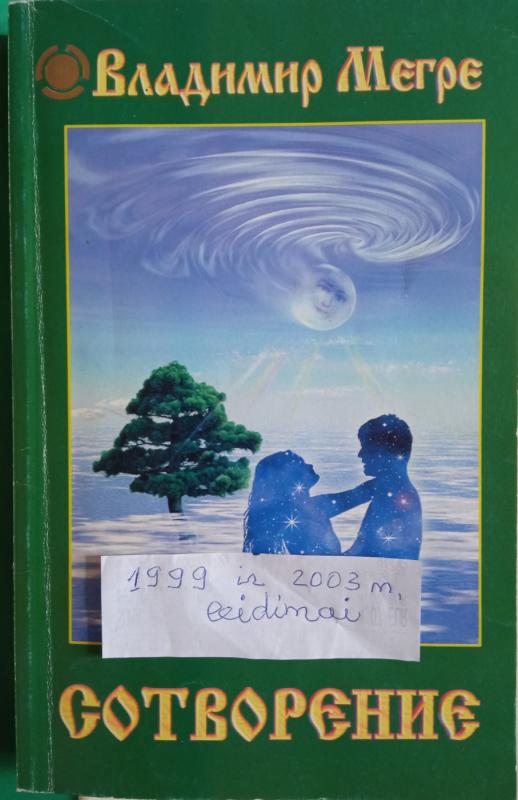 Владимир Мегре
1999 ir 2003 m.
leidimai
СОТВОРЕНИЕ